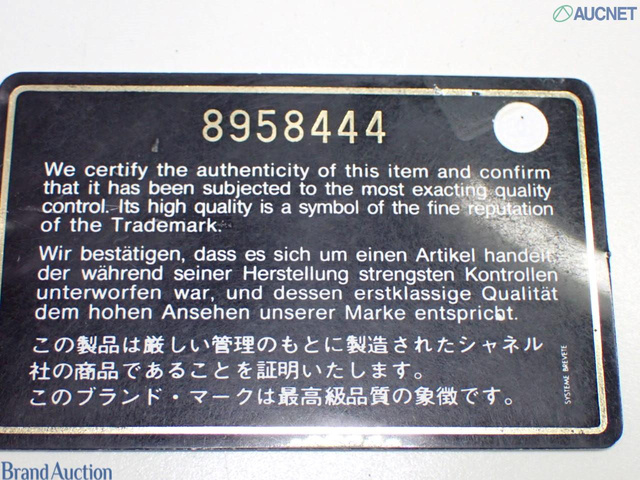 AUCNET
8958444
We certify the authenticity of this item and confirm
that it has been subjected to the most exacting quality
control. Its high quality is a symbol of the fine reputation
of the Trademark.
Wir bestätigen, dass es sich um einen Artikel handelt,
der während seiner Herstellung strengsten Kontrollen
unterworfen war, und dessen erstklassige Qualität
dem hohen Ansehen unserer Marke entspricht.
この製品は厳しい管理のもとに製造されたシャネル
社の商品であることを証明いたします。
このブランド・マークは最高級品質の象徴です。
SYSTEME BREVETE
Brand Auction